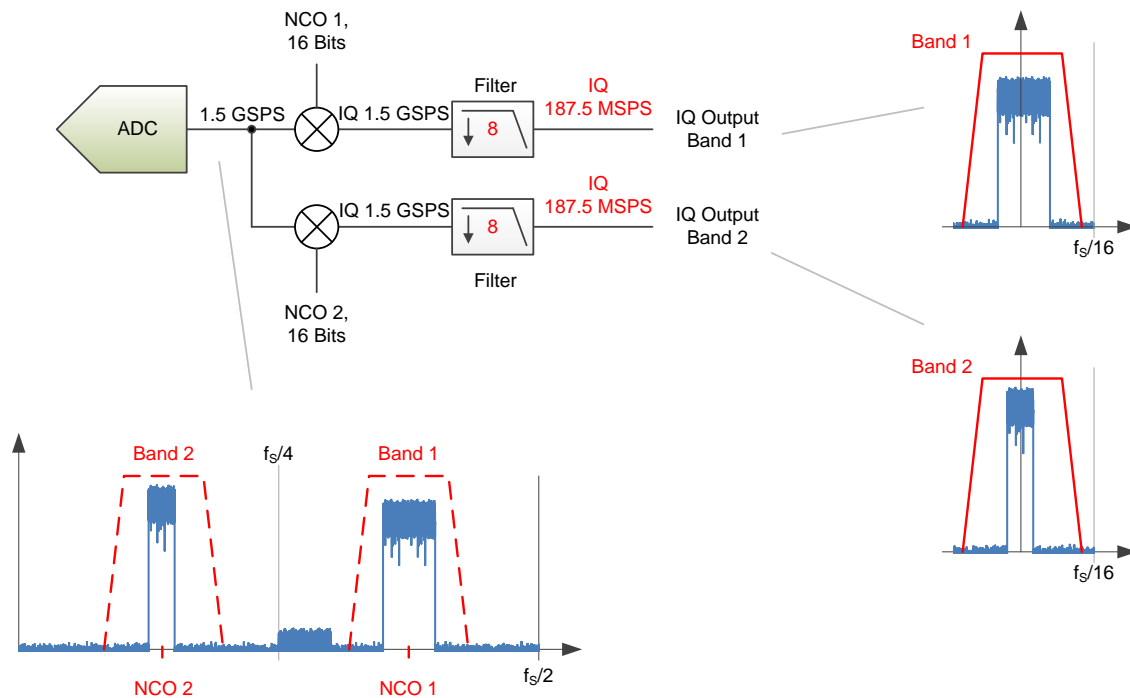 NCO 1,
16 Bits
ADC
1.5 GSPS
IQ 1.5 GSPS
Filter
8
IQ
187.5 MSPS
IQ Output
Band 1
IQ 1.5 GSPS
8
Filter
IQ
187.5 MSPS
IQ Output
Band 2
NCO 2,
16 Bits
Band 1
fS/16
Band 2
fS/16
Band 2
fS/4
Band 1
fS/2
NCO 2
NCO 1